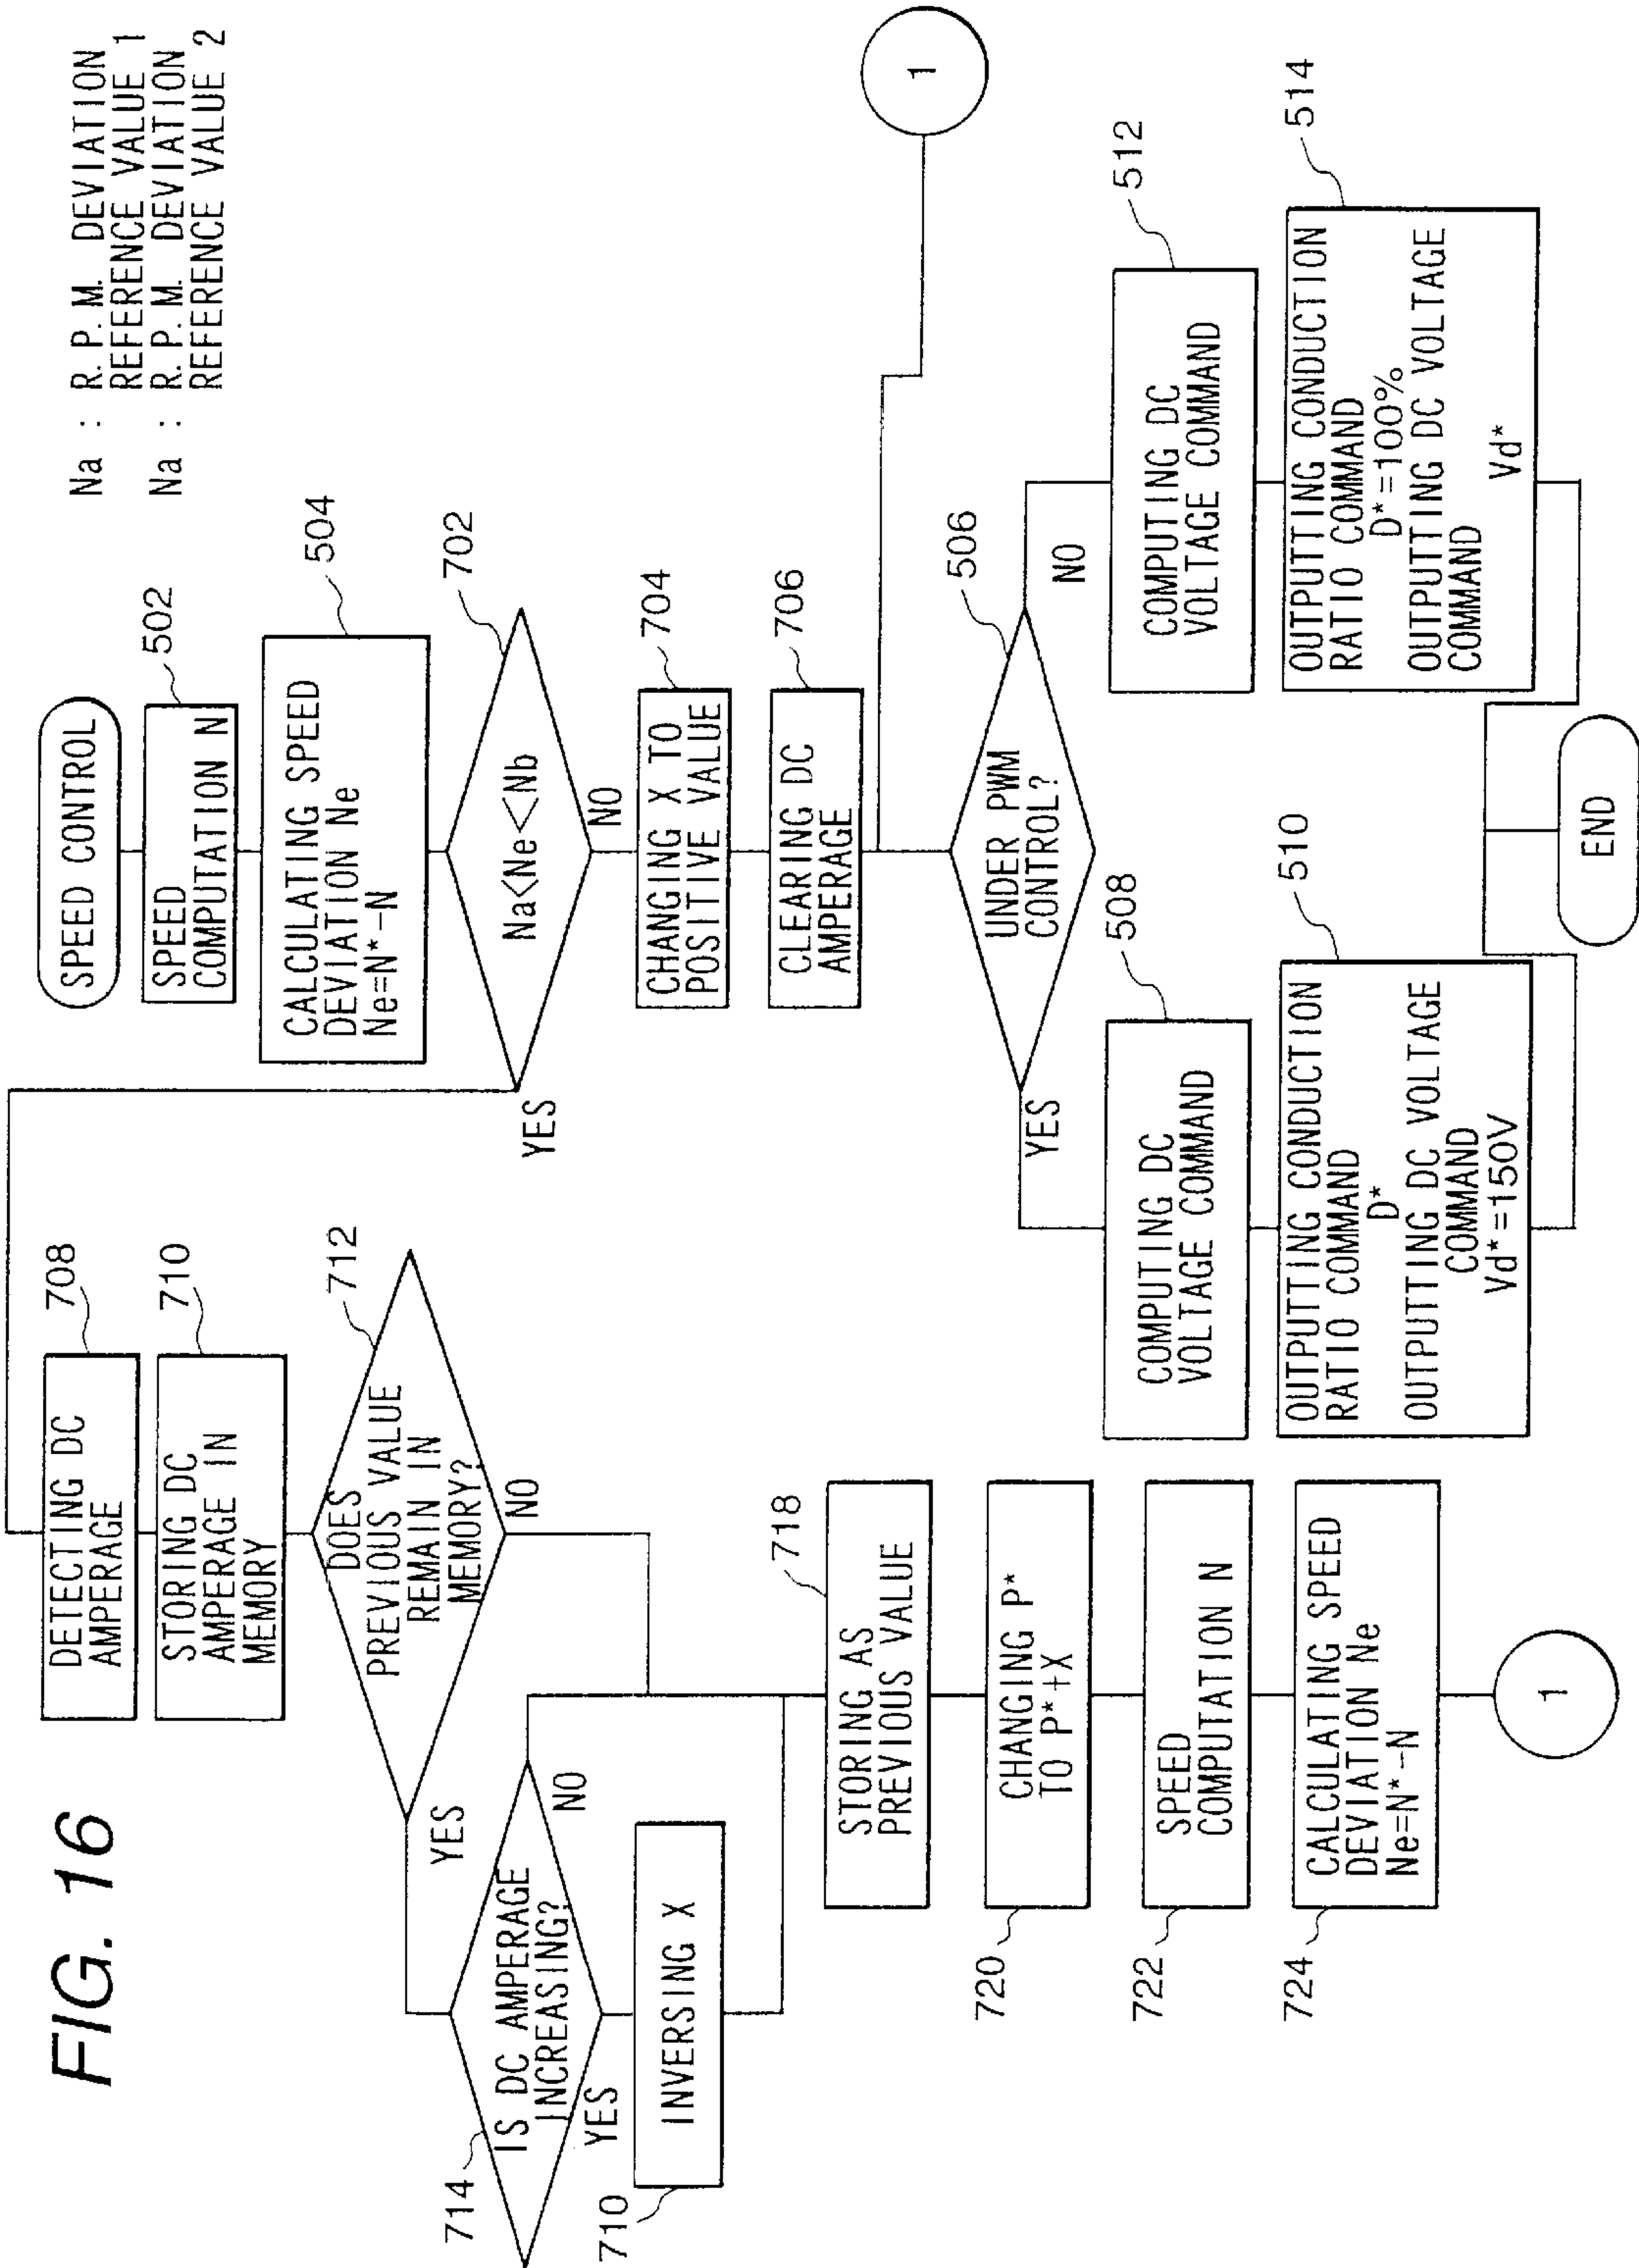 FIG. 16
Na : R.P.M. DEVIATION
REFERENCE VALUE 1
Na : R.P.M. DEVIATION
REFERENCE VALUE 2
SPEED CONTROL
502
SPEED
COMPUTATION N
504
CALCULATING SPEED
DEVIATION Ne
Ne=N*-N
702
Na<Ne<Nb
YES
NO
704
CHANGING X TO
POSITIVE VALUE
706
CLEARING DC
AMPERAGE
1
506
UNDER PWM
CONTROL?
YES
NO
508
COMPUTING DC
VOLTAGE COMMAND
510
OUTPUTTING CONDUCTION
RATIO COMMAND
D*
OUTPUTTING DC VOLTAGE
COMMAND
Vd*=150V
512
COMPUTING DC
VOLTAGE COMMAND
514
OUTPUTTING CONDUCTION
RATIO COMMAND
D*=100%
OUTPUTTING DC VOLTAGE
COMMAND
Vd*
END
708
DETECTING DC
AMPERAGE
710
STORING DC
AMPERAGE IN
MEMORY
712
DOES
PREVIOUS VALUE
REMAIN IN
MEMORY?
YES
NO
714
IS DC AMPERAGE
INCREASING?
YES
NO
710
INVERSING X
718
STORING AS
PREVIOUS VALUE
720
CHANGING P*
TO P*+X
722
SPEED
COMPUTATION N
724
CALCULATING SPEED
DEVIATION Ne
Ne=N*-N
1